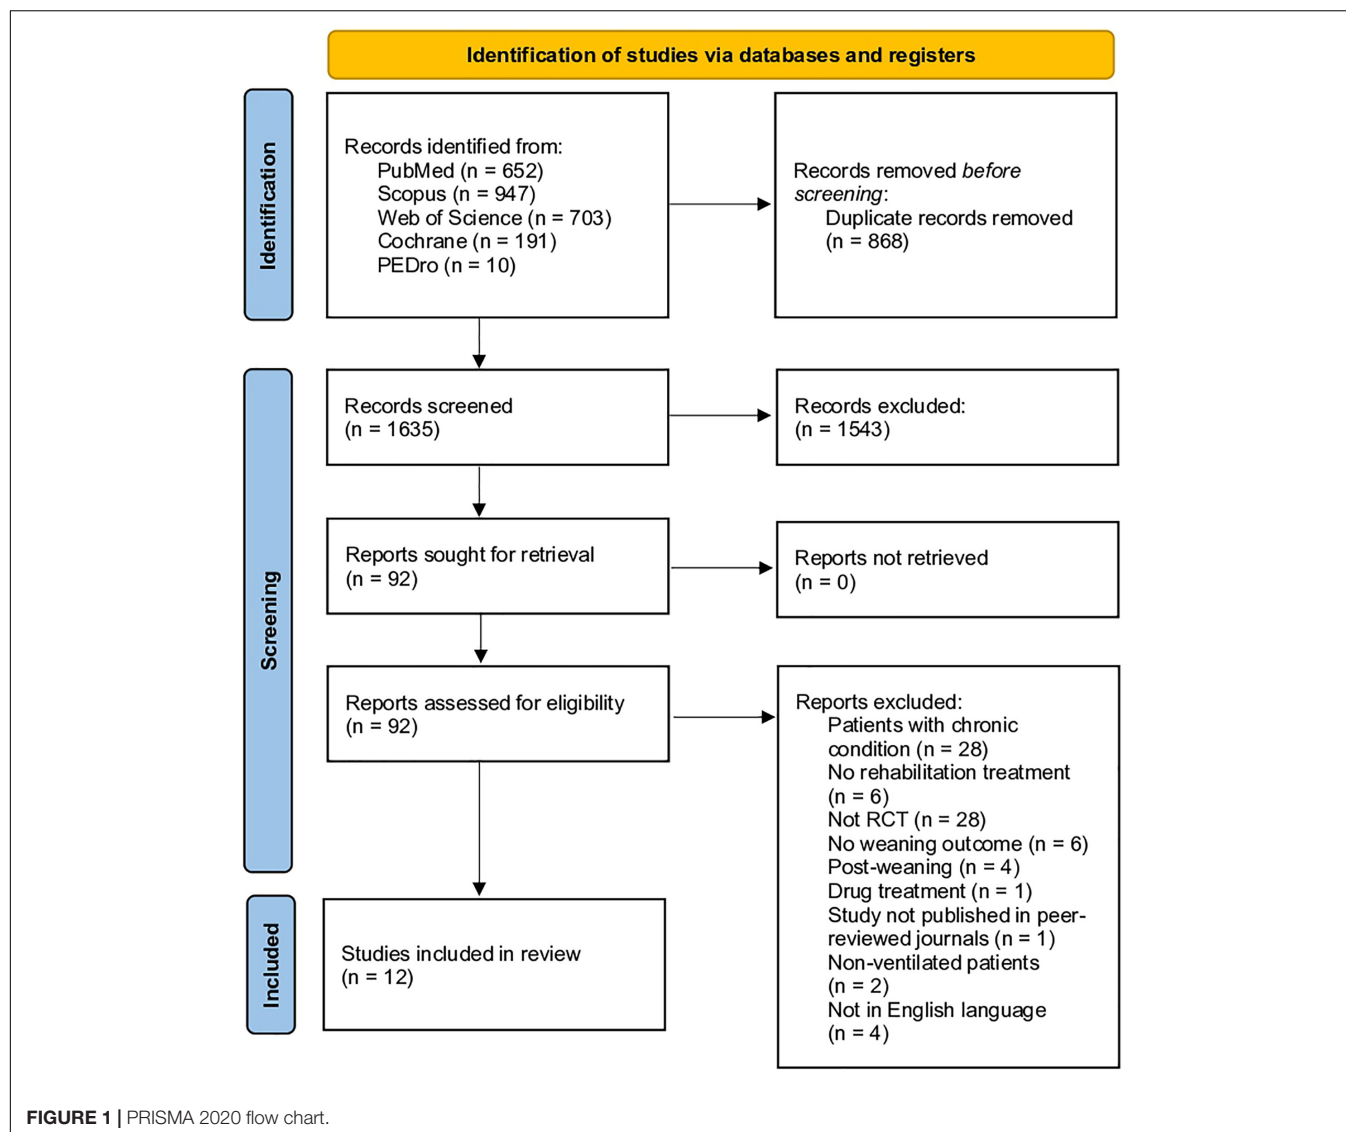 Identification of studies via databases and registers
Identification
Records identified from:
PubMed (n = 652)
Scopus (n = 947)
Web of Science (n = 703)
Cochrane (n = 191)
PEDro (n = 10)
Records removed before
screening:
Duplicate records removed
(n = 868)
Screening
Records screened
(n = 1635)
Records excluded:
(n = 1543)
Reports sought for retrieval
(n = 92)
Reports not retrieved
(n = 0)
Reports assessed for eligibility
(n = 92)
Reports excluded:
Patients with chronic
condition (n = 28)
No rehabilitation treatment
(n = 6)
Not RCT (n = 28)
No weaning outcome (n = 6)
Post-weaning (n = 4)
Drug treatment (n = 1)
Study not published in peer-
reviewed journals (n = 1)
Non-ventilated patients
(n = 2)
Not in English language
(n = 4)
Included
Studies included in review
(n = 12)
FIGURE 1 | PRISMA 2020 flow chart.